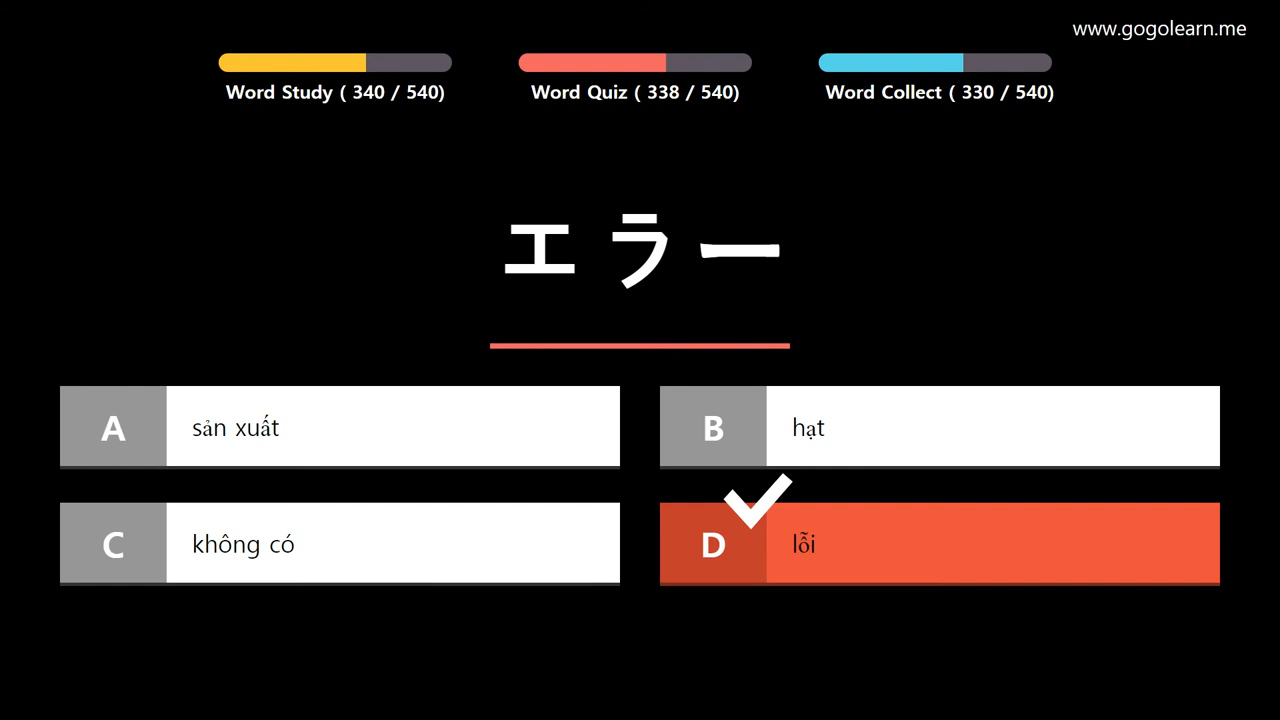 www.gogolearn.me
Word Study ( 340 / 540)
Word Quiz ( 338 / 540)
Word Collect ( 330 / 540)
エラー
A sản xuất
B hạt
C không có
D lỗi